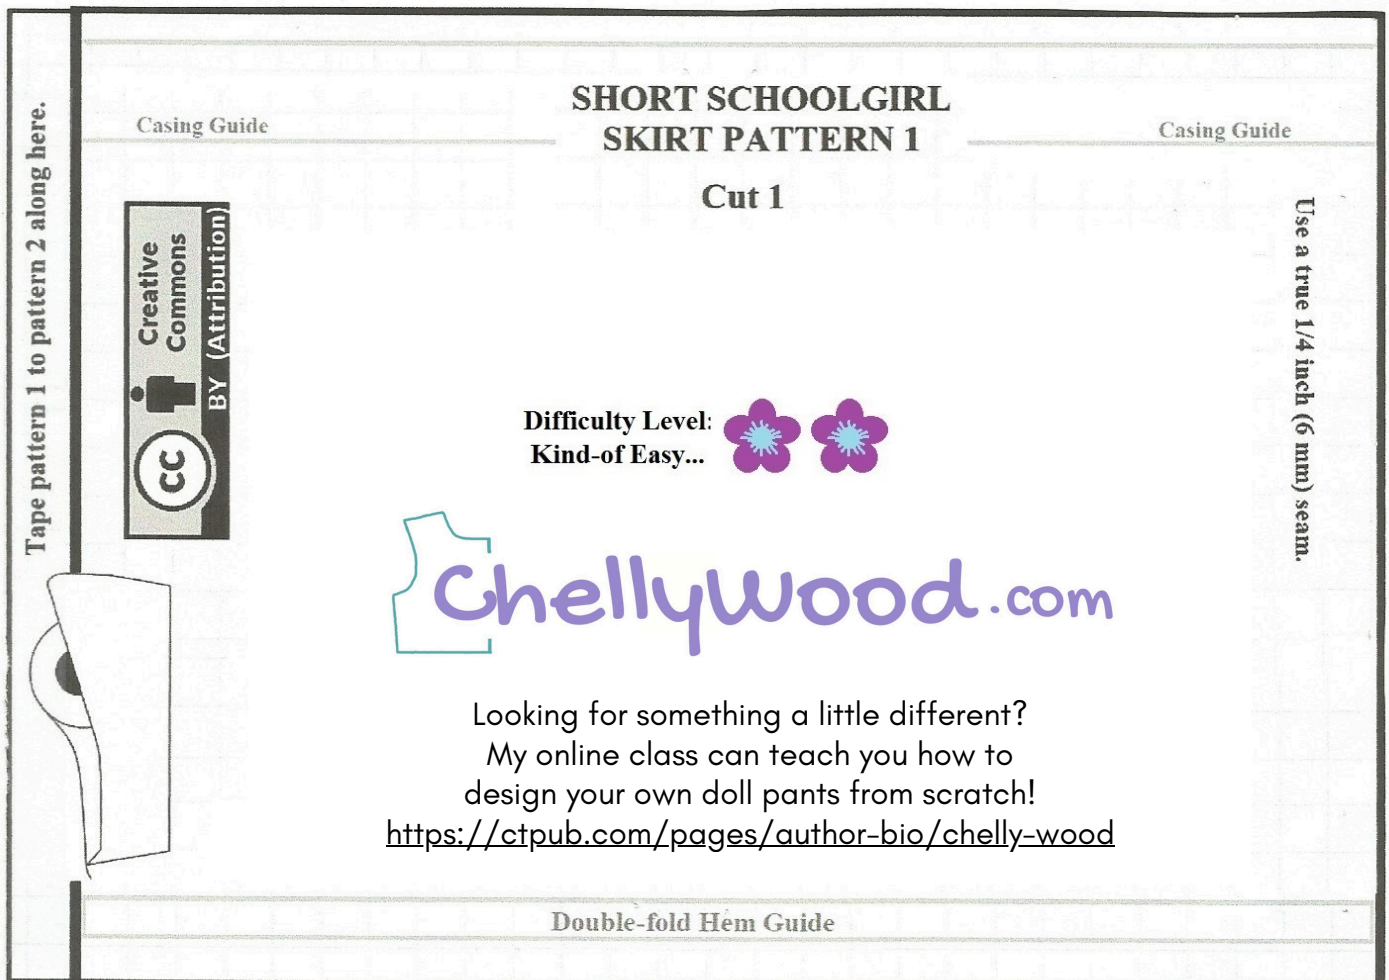 SHORT SCHOOLGIRL
SKIRT PATTERN 1
Cut 1
Casing Guide
Casing Guide
Tape pattern 1 to pattern 2 along here.
Creative
Commons
BY (Attribution)
cc
Use a true 1/4 inch (6 mm) seam.
Difficulty Level:
Kind-of Easy...
ChellyWood.com
Looking for something a little different?
My online class can teach you how to
design your own doll pants from scratch!
https://ctpub.com/pages/author-bio/chelly-wood
Double-fold Hem Guide